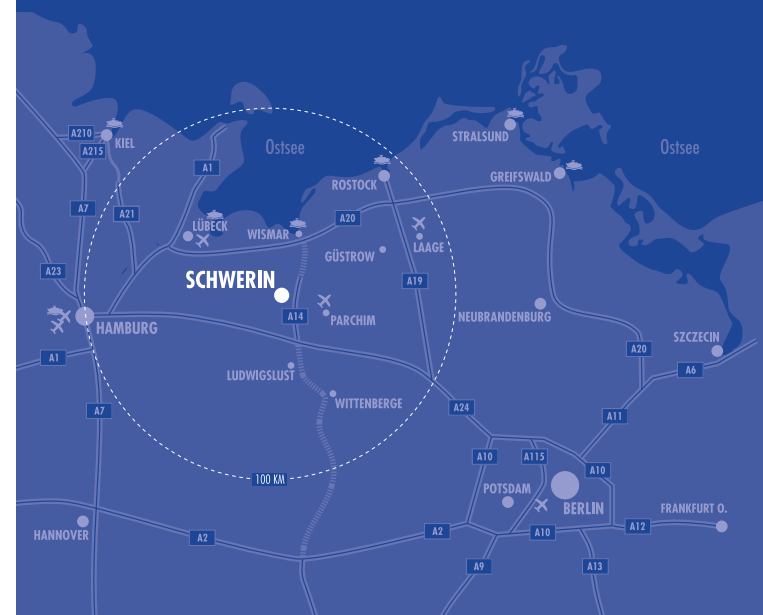 A210
KIEL
A215
Ostsee
STRALSUND
Ostsee
A1
ROSTOCK
GREIFSWALD
A7
A21
LÜBECK
WISMAR
A20
LAAGE
GÜSTROW
A23
SCHWERIN
A19
HAMBURG
A14
PARCHIM
NEUBRANDENBURG
SZCZECIN
A1
A20
LUDWIGSLUST
A6
A7
WITTENBERGE
A24
A11
A10
A115
A10
100 KM
POTSDAM
BERLIN
FRANKFURT O.
HANNOVER
A2
A2
A10
A12
A9
A13